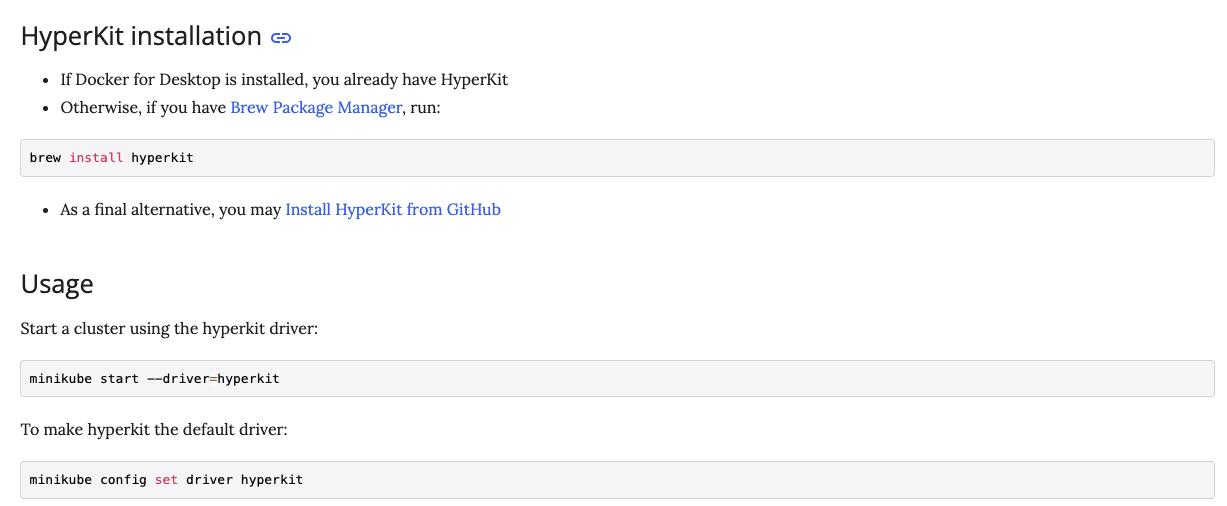 HyperKit installation
If Docker for Desktop is installed, you already have HyperKit
Otherwise, if you have Brew Package Manager, run:
brew install hyperkit
As a final alternative, you may Install HyperKit from GitHub
Usage
Start a cluster using the hyperkit driver:
minikube start --driver=hyperkit
To make hyperkit the default driver:
minikube config set driver hyperkit